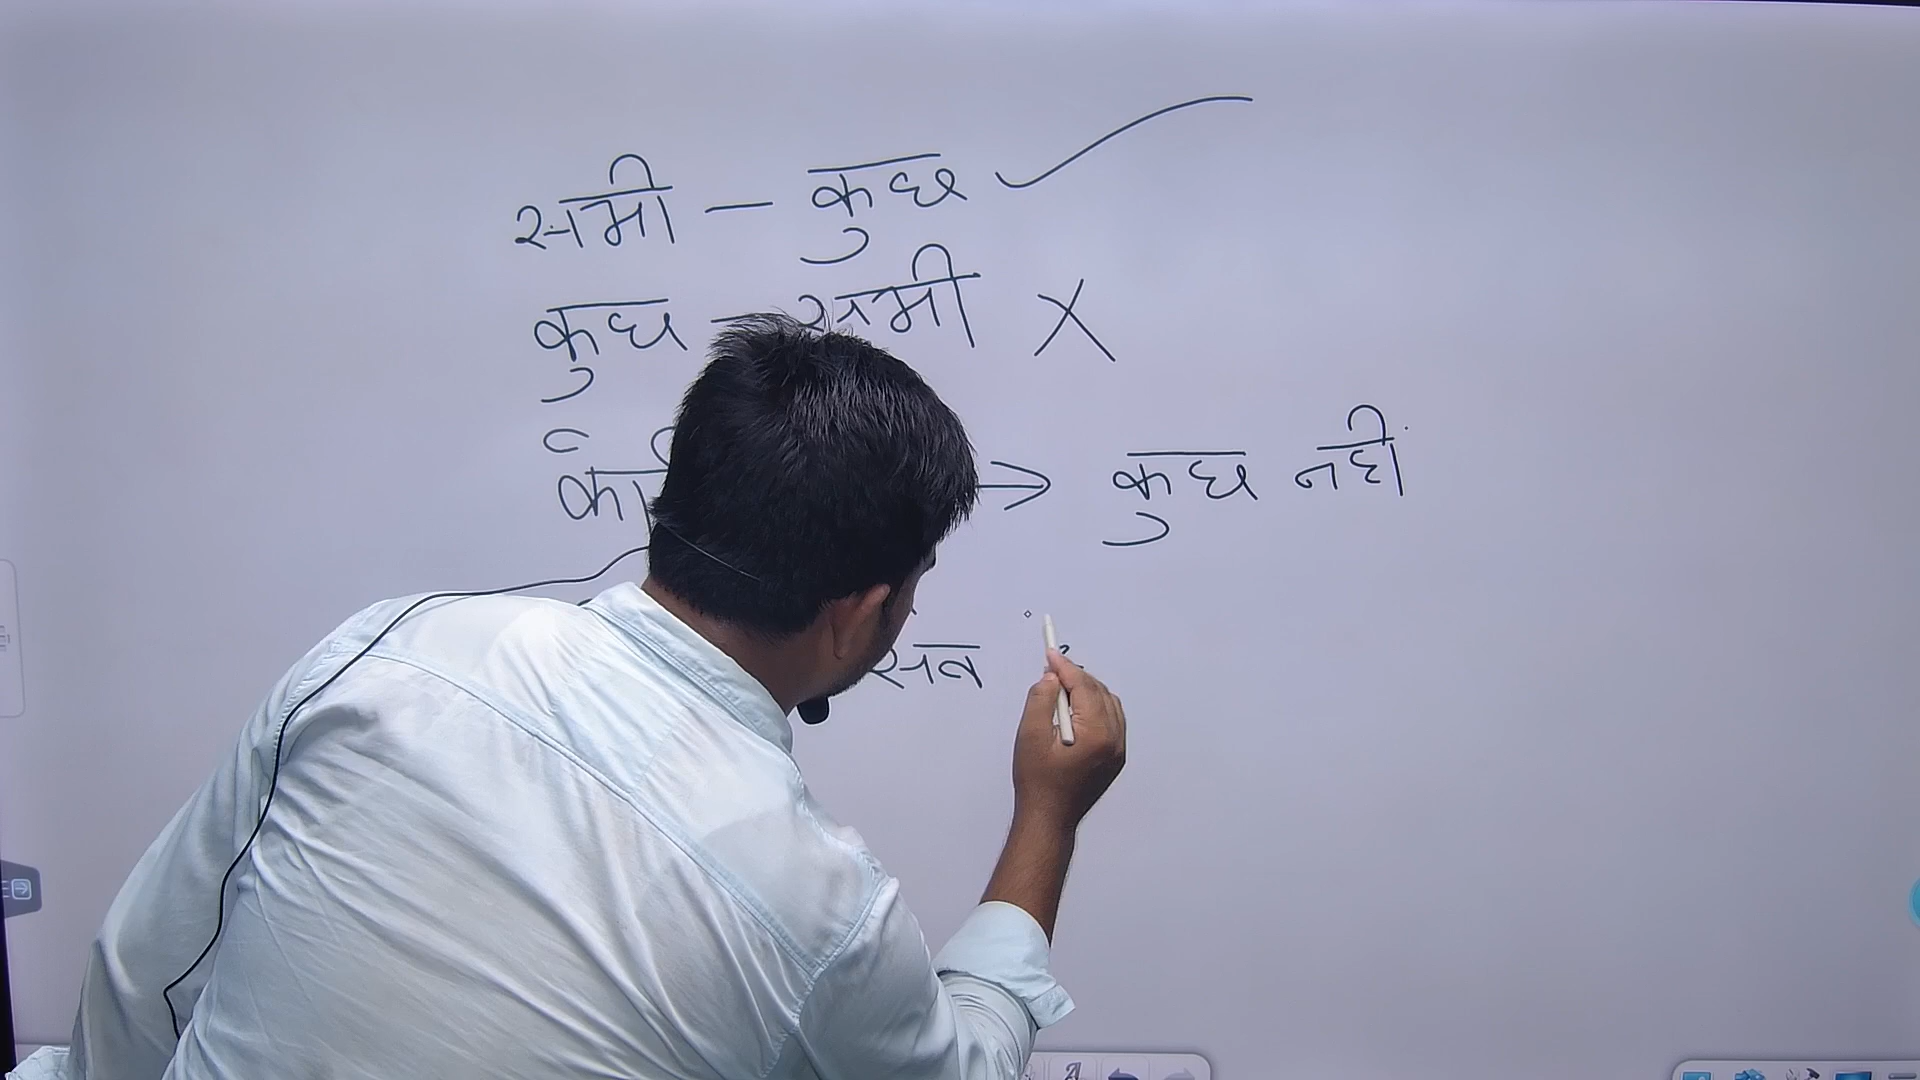 सभी - कुछ ✓
कुछ - सभी X
→ कुछ नहीं
सब